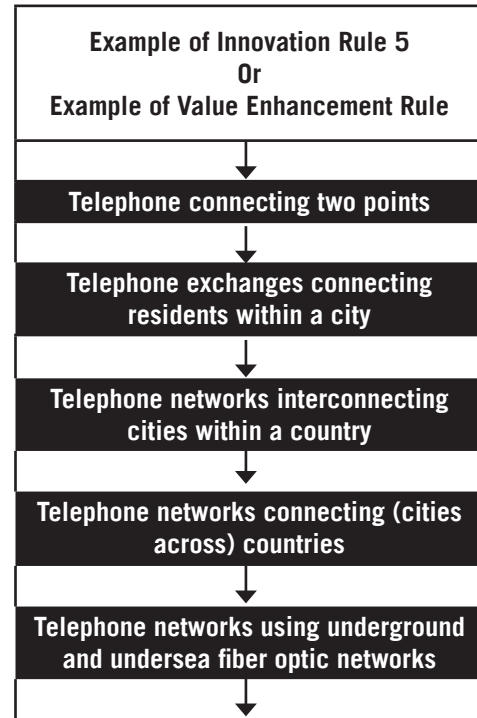 Example of Innovation Rule 5
Or
Example of Value Enhancement Rule
Telephone connecting two points
Telephone exchanges connecting
residents within a city
Telephone networks interconnecting
cities within a country
Telephone networks connecting (cities
across) countries
Telephone networks using underground
and undersea fiber optic networks